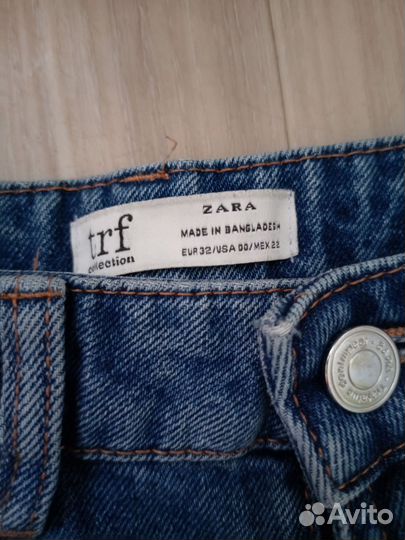 trf
collection
ZARA
MADE IN BANGLADESH
EUR 32/USA 00/MEX 22
Avito